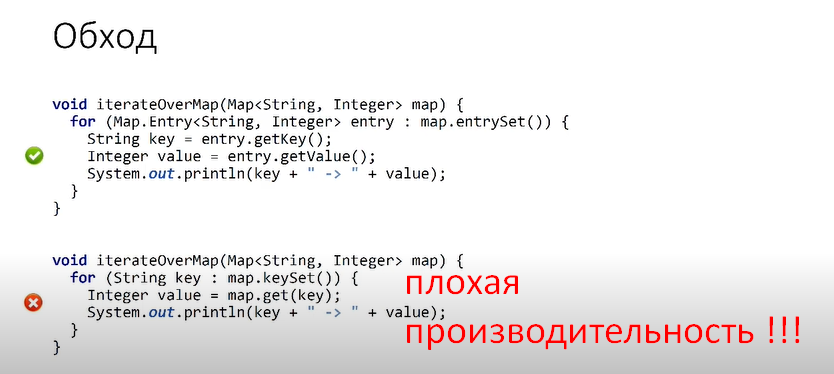 Обход
void iterateOverMap(Map<String, Integer> map) {
for (Map.Entry<String, Integer> entry : map.entrySet()) {
String key = entry.getKey();
Integer value = entry.getValue();
System.out.println(key + " -> " + value);
}
}
void iterateOverMap(Map<String, Integer> map) {
for (String key : map.keySet()) {
Integer value = map.get(key);
System.out.println(key + " -> " + value);
}
}
плохая
производительность !!!